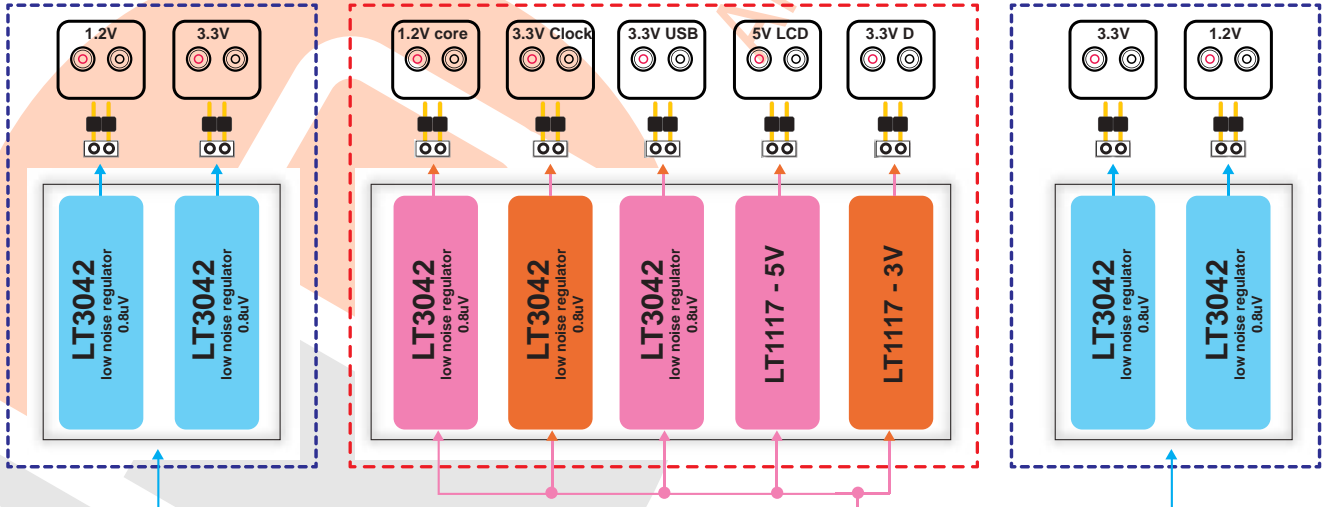 1.2V
3.3V
1.2V core
3.3V Clock
3.3V USB
5V LCD
3.3V D
3.3V
1.2V
LT3042
low noise regulator
0.8uV
LT3042
low noise regulator
0.8uV
LT3042
low noise regulator
0.8uV
LT3042
low noise regulator
0.8uV
LT3042
low noise regulator
0.8uV
LT1117 - 5V
LT1117 - 3V
LT3042
low noise regulator
0.8uV
LT3042
low noise regulator
0.8uV